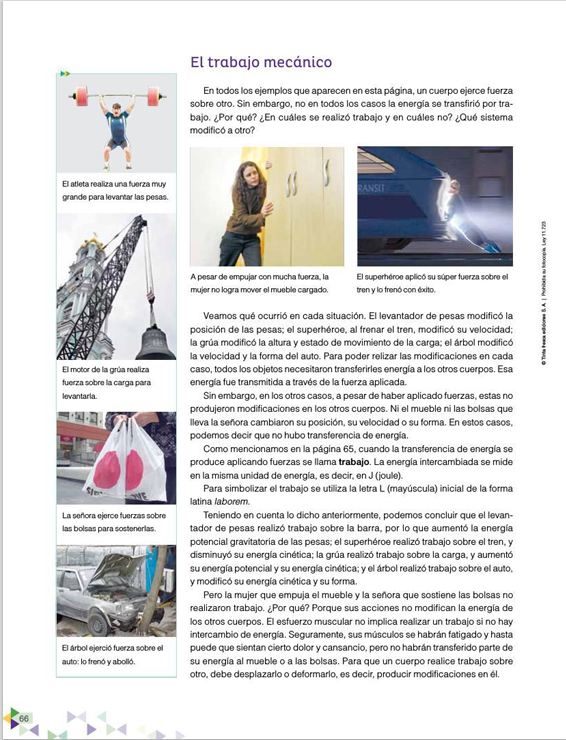 El trabajo mecánico
En todos los ejemplos que aparecen en esta página, un cuerpo ejerce fuerza
sobre otro. Sin embargo, no en todos los casos la energía se transfirió por tra-
bajo. ¿Por qué? ¿En cuáles se realizó trabajo y en cuáles no? ¿Qué sistema
modificó a otro?
El atleta realiza una fuerza muy
grande para levantar las pesas.
El motor de la grúa realiza
fuerza sobre la carga para
levantarla.
La señora ejerce fuerzas sobre
las bolsas para sostenerlas.
El árbol ejerció fuerza sobre el
auto: lo frenó y abolló.
TRANSIT
A pesar de empujar con mucha fuerza, la
mujer no logra mover el mueble cargado.
El superhéroe aplicó su súper fuerza sobre el
tren y lo frenó con éxito.
Veamos qué ocurrió en cada situación. El levantador de pesas modificó la
posición de las pesas; el superhéroe, al frenar el tren, modificó su velocidad;
la grúa modificó la altura y estado de movimiento de la carga; el árbol modificó
la velocidad y la forma del auto. Para poder relizar las modificaciones en cada
caso, todos los objetos necesitaron transferirles energía a los otros cuerpos. Esa
energía fue transmitida a través de la fuerza aplicada.
Sin embargo, en los otros casos, a pesar de haber aplicado fuerzas, estas no
produjeron modificaciones en los otros cuerpos. Ni el mueble ni las bolsas que
lleva la señora cambiaron su posición, su velocidad o su forma. En estos casos,
podemos decir que no hubo transferencia de energía.
Como mencionamos en la página 65, cuando la transferencia de energía se
produce aplicando fuerzas se llama trabajo. La energía intercambiada se mide
en la misma unidad de energía, es decir, en J (joule).
Para simbolizar el trabajo se utiliza la letra L (mayúscula) inicial de la forma
latina laborem.
Teniendo en cuenta lo dicho anteriormente, podemos concluir que el levan-
tador de pesas realizó trabajo sobre la barra, por lo que aumentó la energía
potencial gravitatoria de las pesas; el superhéroe realizó trabajo sobre el tren, y
disminuyó su energía cinética; la grúa realizó trabajo sobre la carga, y aumentó
su energía potencial y su energía cinética; y el árbol realizó trabajo sobre el auto,
y modificó su energía cinética y su forma.
Pero la mujer que empuja el mueble y la señora que sostiene las bolsas no
realizaron trabajo. ¿Por qué? Porque sus acciones no modifican la energía de
los otros cuerpos. El esfuerzo muscular no implica realizar un trabajo si no hay
intercambio de energía. Seguramente, sus músculos se habrán fatigado y hasta
puede que sientan cierto dolor y cansancio, pero no habrán transferido parte de
su energía al mueble o a las bolsas. Para que un cuerpo realice trabajo sobre
otro, debe desplazarlo o deformarlo, es decir, producir modificaciones en él.
© Tinta fresca ediciones S. A. | Prohibida su fotocopia. Ley 11.723
66